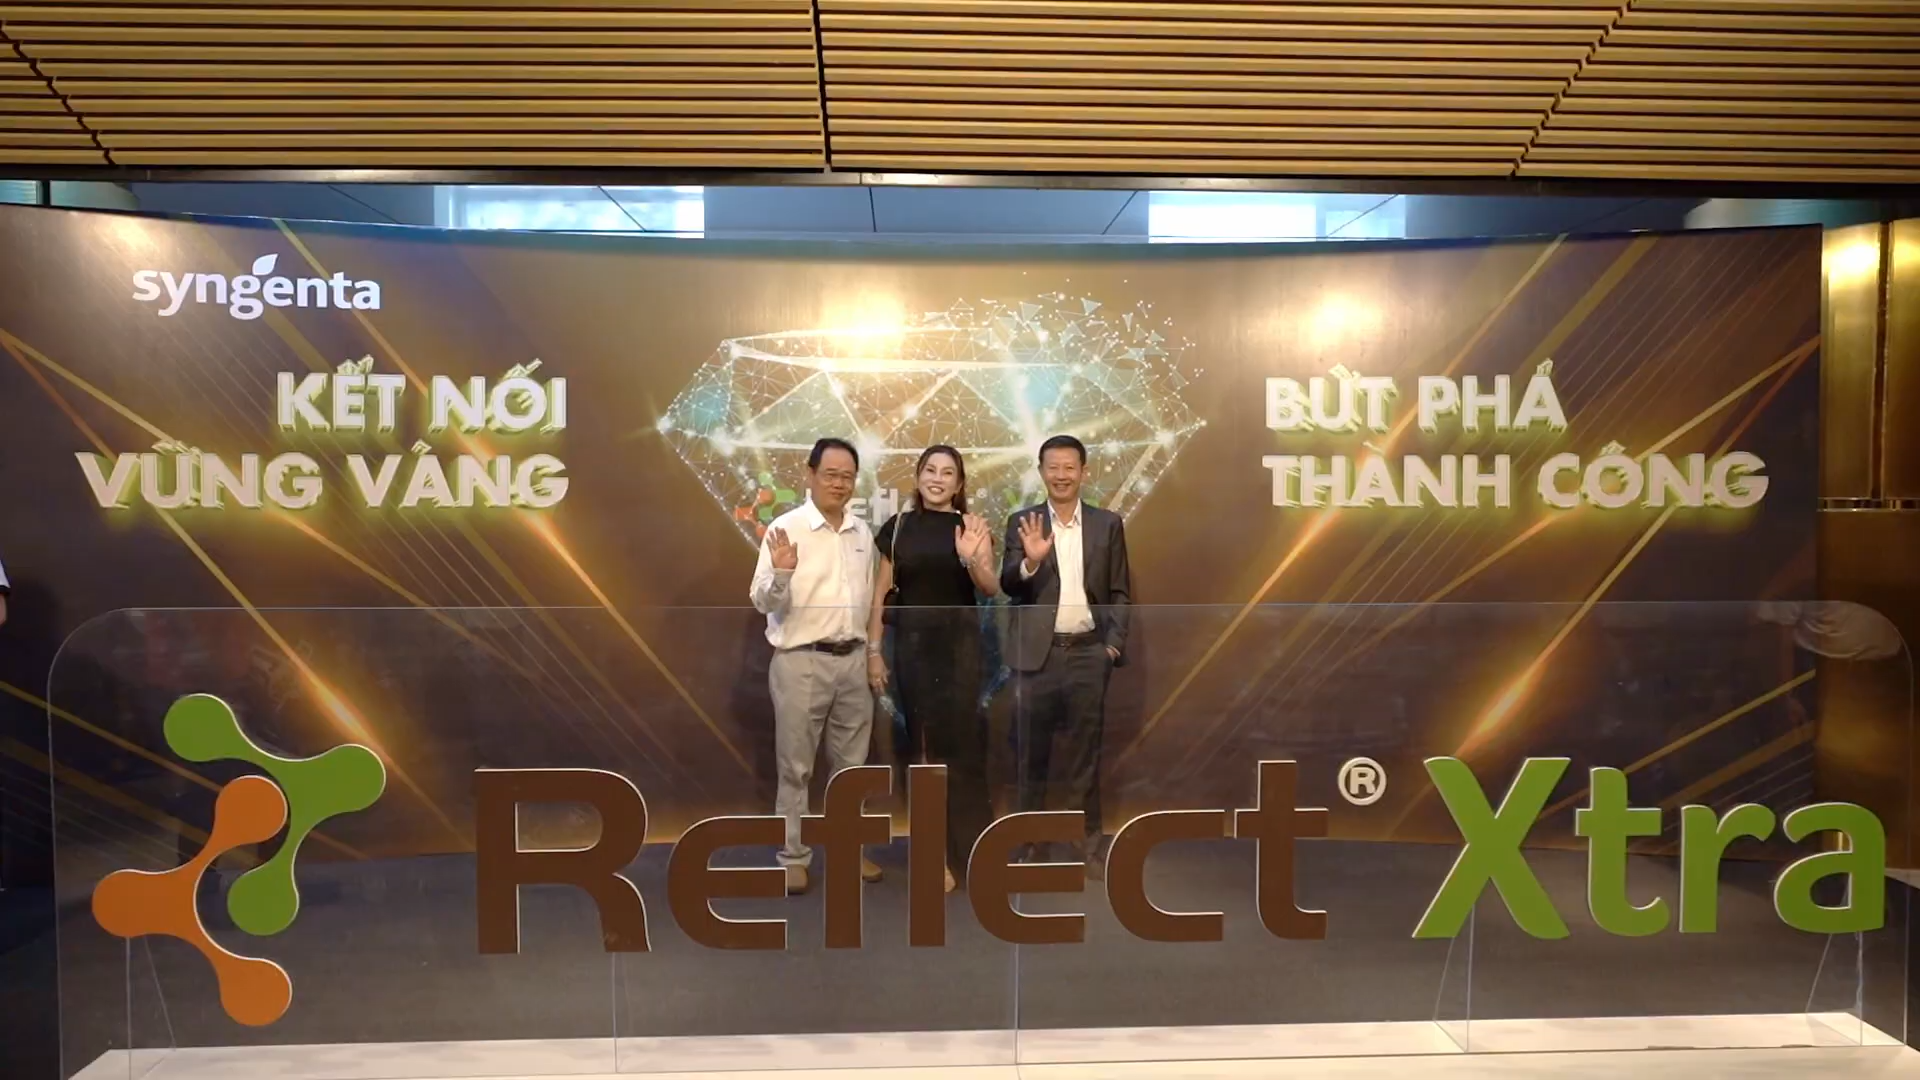 syngenta
KẾT NỐI
VỮNG VÀNG
BỨT PHÁ
THÀNH CÔNG
Reflect® Xtra